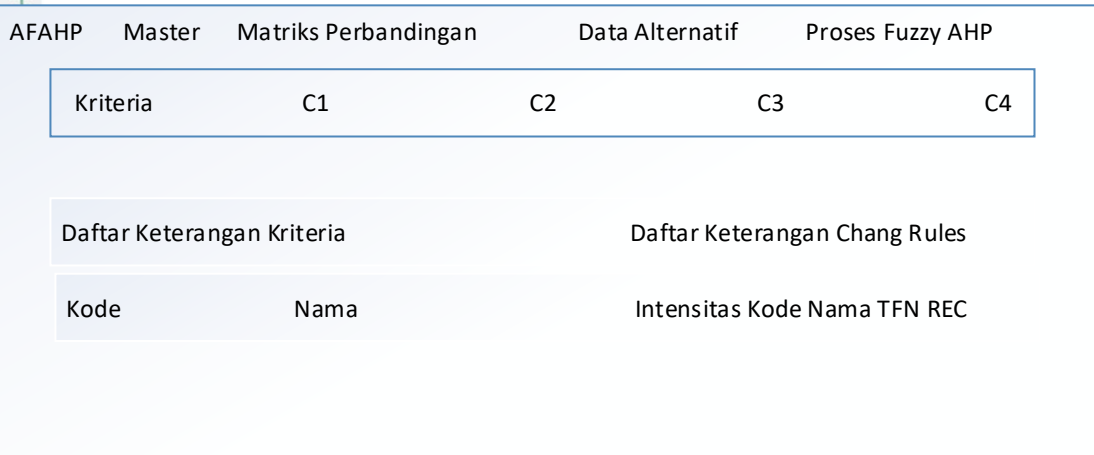 AFAHP Master Matriks Perbandingan Data Alternatif Proses Fuzzy AHP
Kriteria C1 C2 C3 C4
Daftar Keterangan Kriteria Daftar Keterangan Chang Rules
Kode Nama Intensitas Kode Nama TFN REC